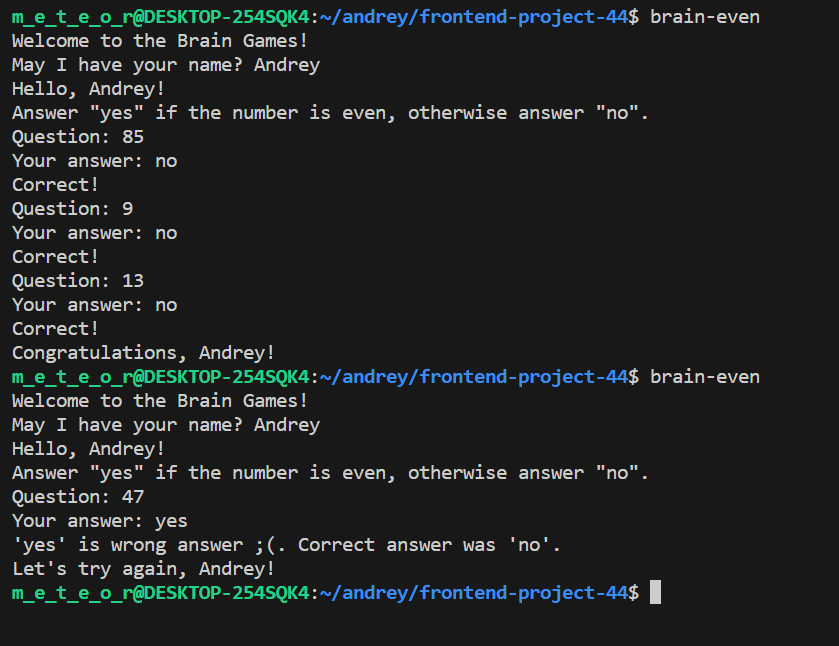 m_e_t_e_o_r@DESKTOP-254SQK4:~/andrey/frontend-project-44$ brain-even
Welcome to the Brain Games!
May I have your name? Andrey
Hello, Andrey!
Answer "yes" if the number is even, otherwise answer "no".
Question: 85
Your answer: no
Correct!
Question: 9
Your answer: no
Correct!
Question: 13
Your answer: no
Correct!
Congratulations, Andrey!
m_e_t_e_o_r@DESKTOP-254SQK4:~/andrey/frontend-project-44$ brain-even
Welcome to the Brain Games!
May I have your name? Andrey
Hello, Andrey!
Answer "yes" if the number is even, otherwise answer "no".
Question: 47
Your answer: yes
'yes' is wrong answer ;(. Correct answer was 'no'.
Let's try again, Andrey!
m_e_t_e_o_r@DESKTOP-254SQK4:~/andrey/frontend-project-44$